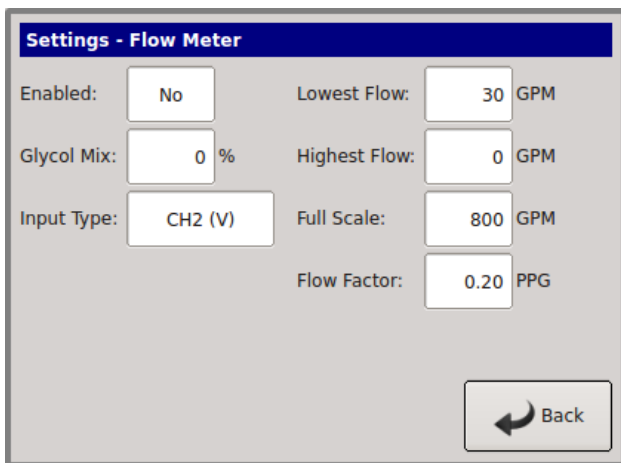 Settings - Flow Meter
Enabled: No Lowest Flow: 30 GPM
Glycol Mix: 0 % Highest Flow: 0 GPM
Input Type: CH2 (V) Full Scale: 800 GPM
Flow Factor: 0.20 PPG
Back